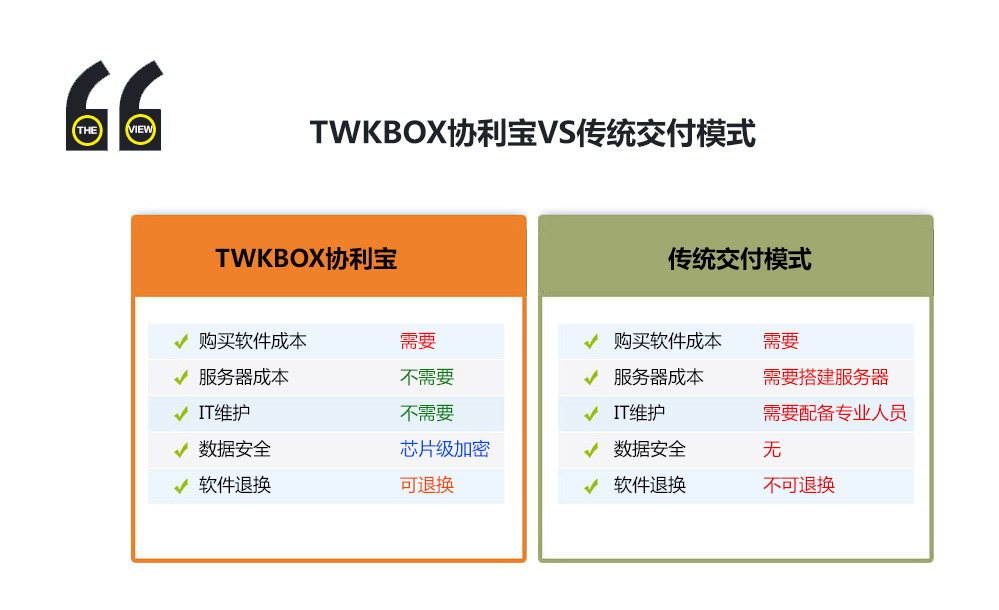 THE VIEW
TWKBOX协利宝VS传统交付模式
TWKBOX协利宝
购买软件成本 需要
服务器成本 不需要
IT维护 不需要
数据安全 芯片级加密
软件退换 可退换
传统交付模式
购买软件成本 需要
服务器成本 需要搭建服务器
IT维护 需要配备专业人员
数据安全 无
软件退换 不可退换